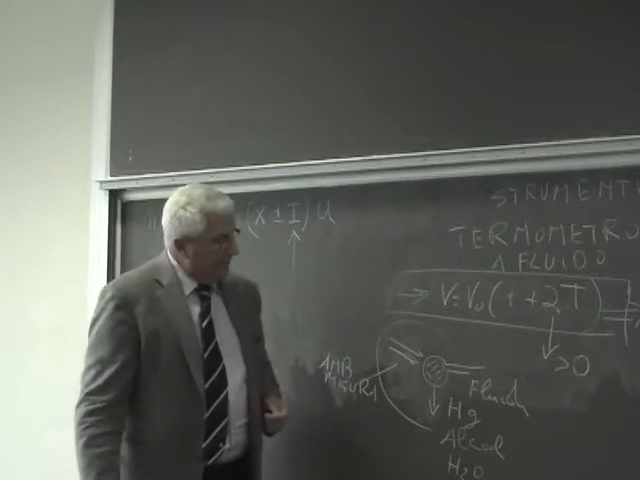 (X ± I) U
STRUMENTI
TERMOMETRO
A FLUIDO
→ V=V₀(1+αT)
>0
AMB
MISURA
Fluido
Hg
Alcool
H₂O